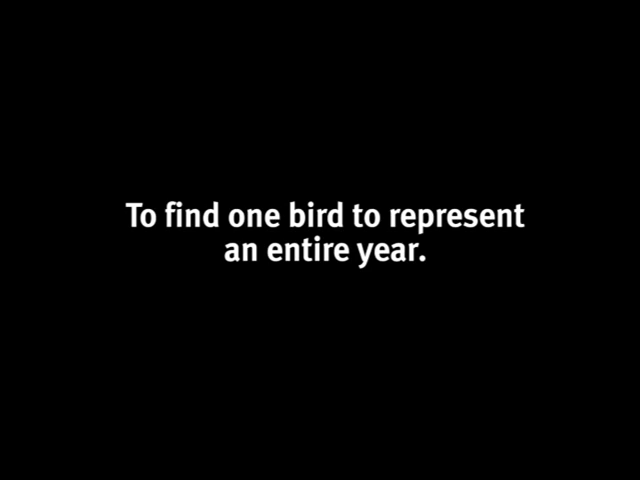 To find one bird to represent
an entire year.